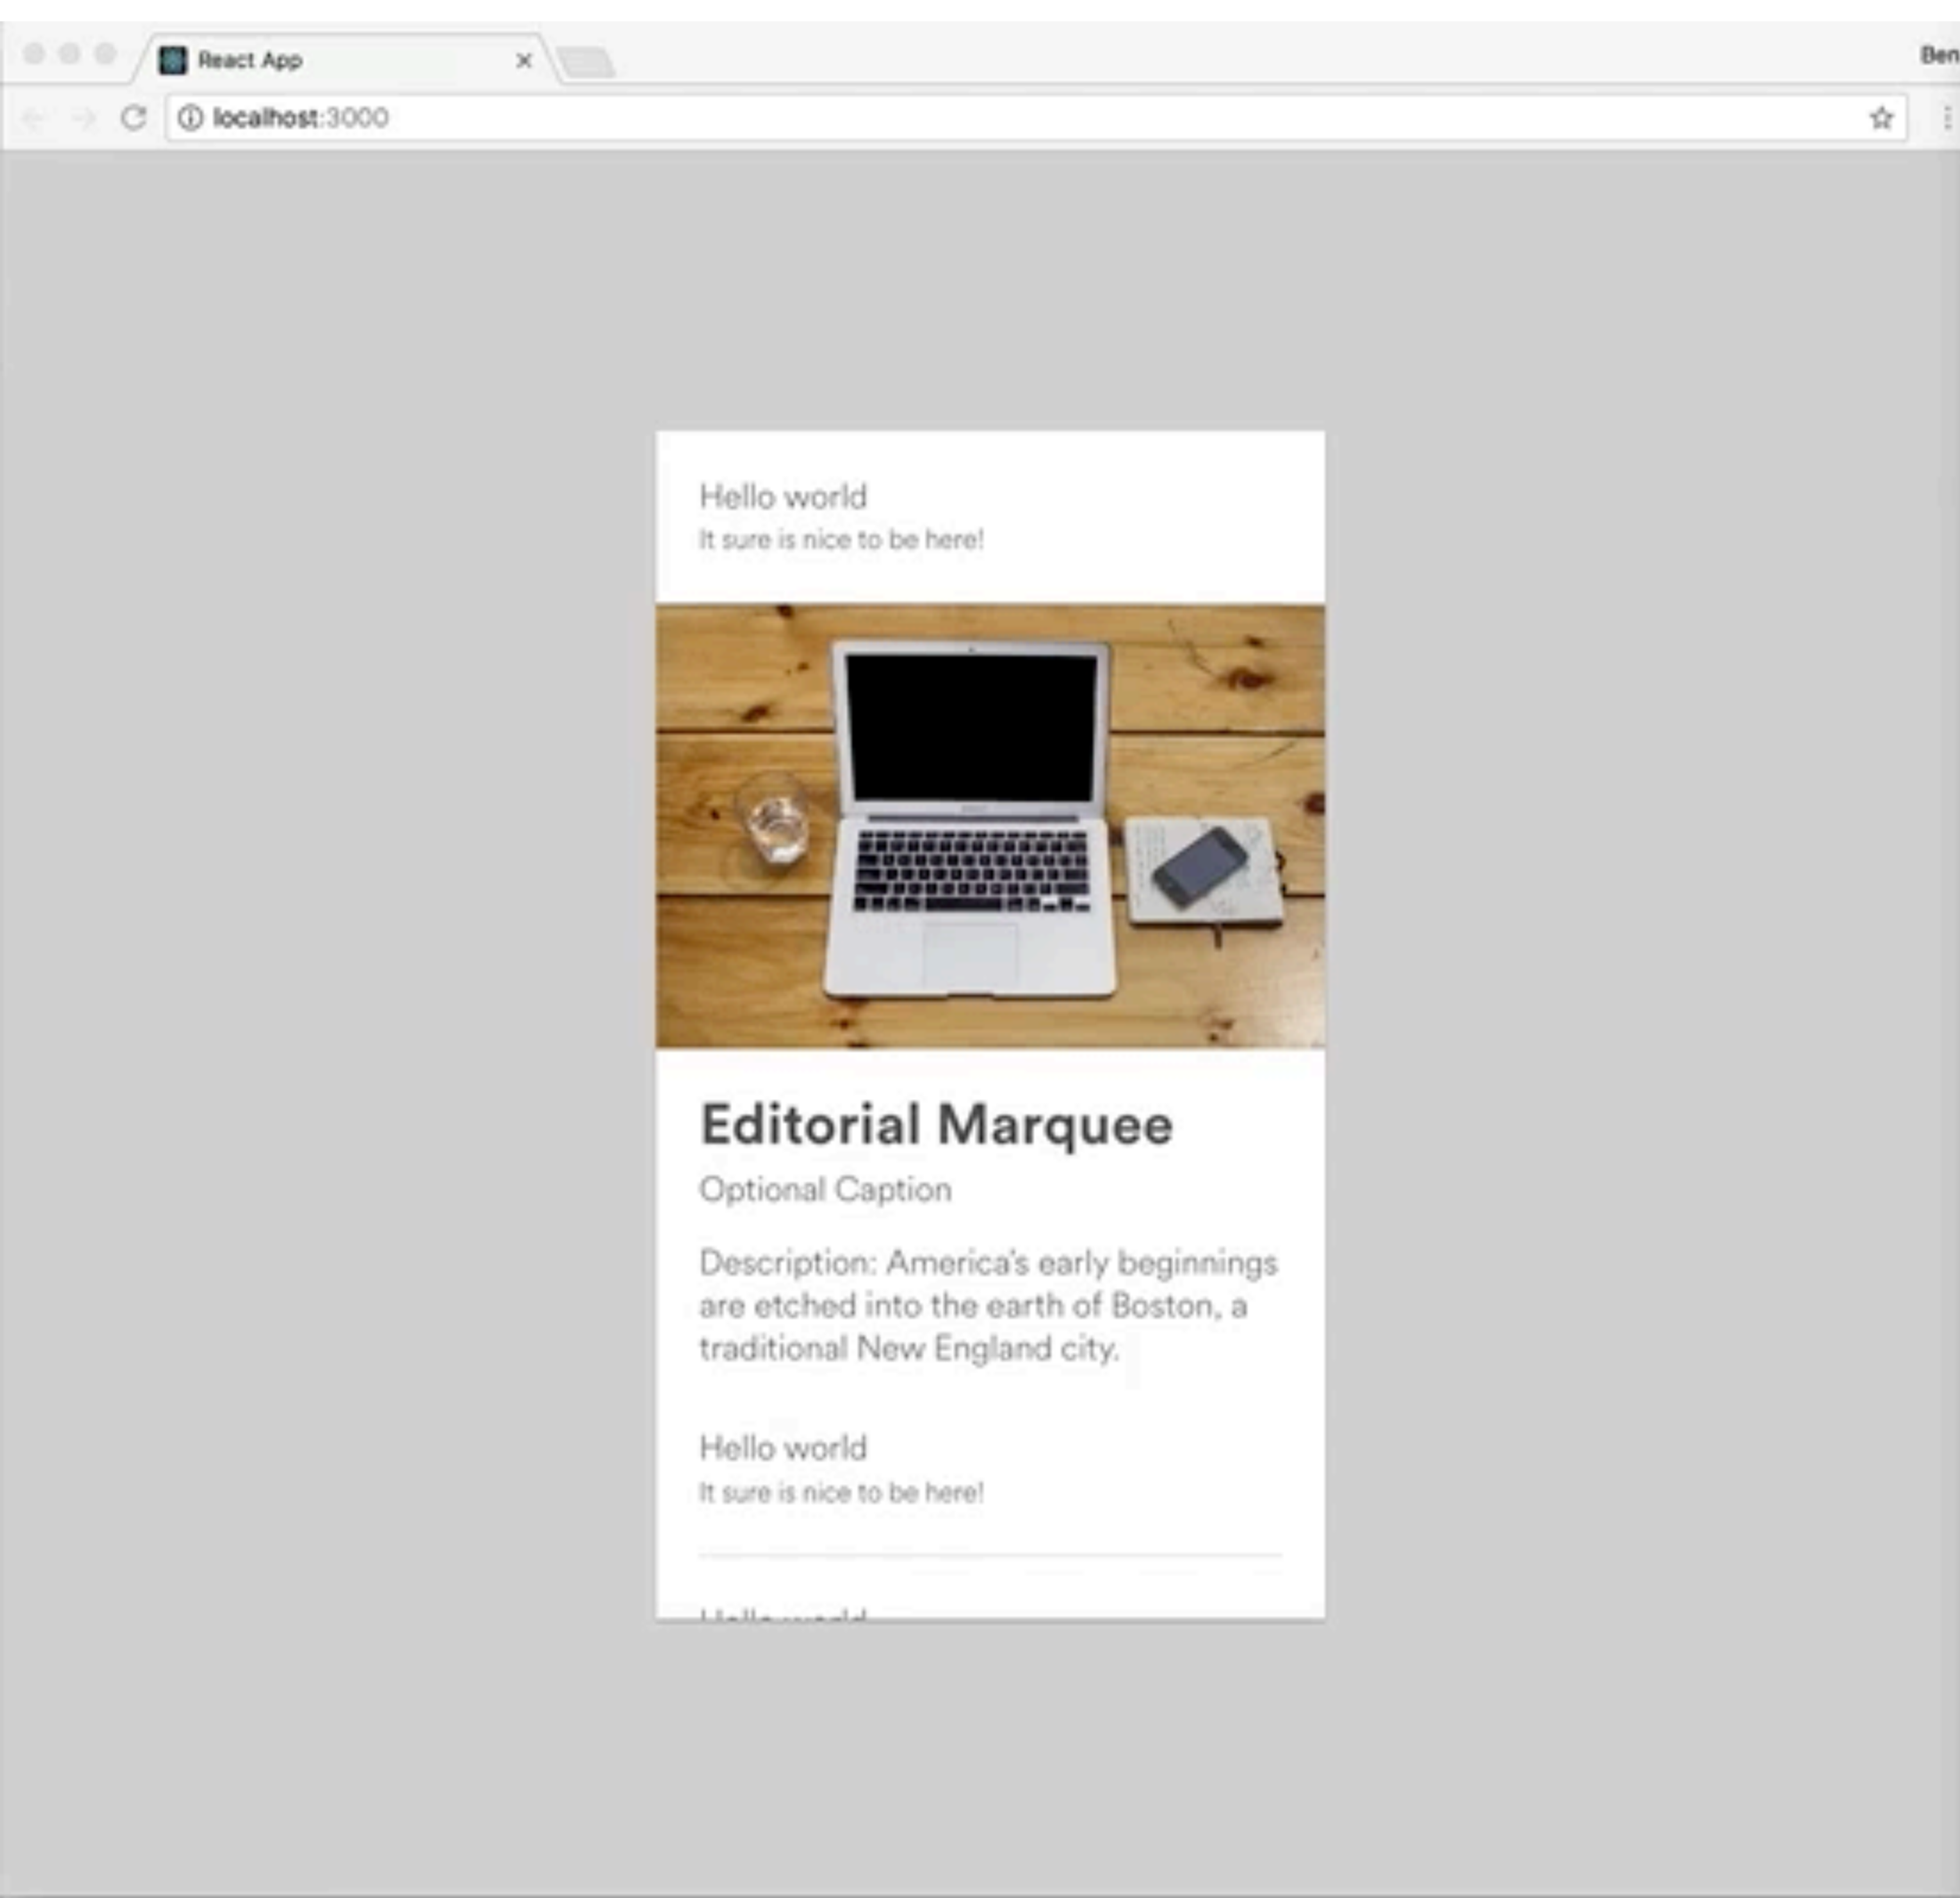 React App
Ben
localhost:3000
Hello world
It sure is nice to be here!
Editorial Marquee
Optional Caption
Description: America's early beginnings
are etched into the earth of Boston, a
traditional New England city.
Hello world
It sure is nice to be here!
Hello world